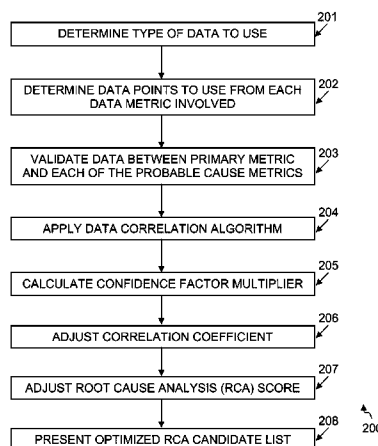 201
DETERMINE TYPE OF DATA TO USE
202
DETERMINE DATA POINTS TO USE FROM EACH
DATA METRIC INVOLVED
203
VALIDATE DATA BETWEEN PRIMARY METRIC
AND EACH OF THE PROBABLE CAUSE METRICS
204
APPLY DATA CORRELATION ALGORITHM
205
CALCULATE CONFIDENCE FACTOR MULTIPLIER
206
ADJUST CORRELATION COEFFICIENT
207
ADJUST ROOT CAUSE ANALYSIS (RCA) SCORE
208
PRESENT OPTIMIZED RCA CANDIDATE LIST
200